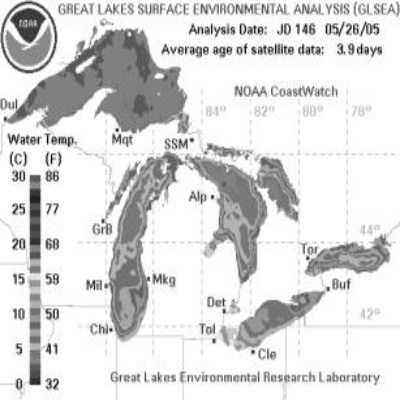 GREAT LAKES SURFACE ENVIRONMENTAL ANALYSIS (GLSEA)
NOAA
Analysis Date: JD 146 05/26/05
Average age of satellite data: 3.9 days
NOAA CoastWatch
Dul
84° 82° 80° 78°
Water Temp.
Mqt
SSM
(C) (F)
30 86
Alp
25 77
GrB
44°
20 68
Tor
15 59
Mil
Mkg
Buf
10 50
Det
42°
Chi
Tol
5 41
Cle
0 32
Great Lakes Environmental Research Laboratory